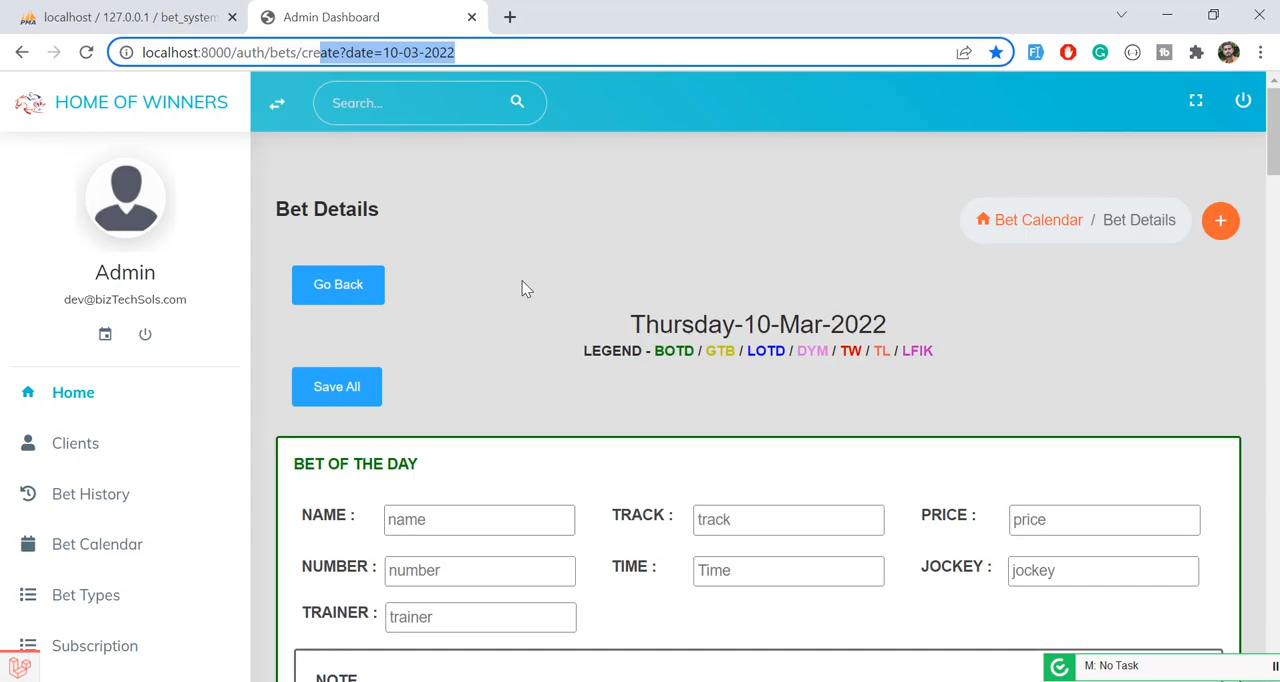 localhost / 127.0.0.1 / bet_system
Admin Dashboard
localhost:8000/auth/bets/create?date=10-03-2022
HOME OF WINNERS
Search...
Bet Details
Bet Calendar / Bet Details
+
Go Back
Admin
dev@bizTechSols.com
Thursday-10-Mar-2022
LEGEND - BOTD / GTB / LOTD / DYM / TW / TL / LFIK
Save All
Home
Clients
Bet History
Bet Calendar
Bet Types
Subscription
BET OF THE DAY
NAME : name
TRACK : track
PRICE : price
NUMBER : number
TIME : Time
JOCKEY : jockey
TRAINER : trainer
NOTE
M: No Task